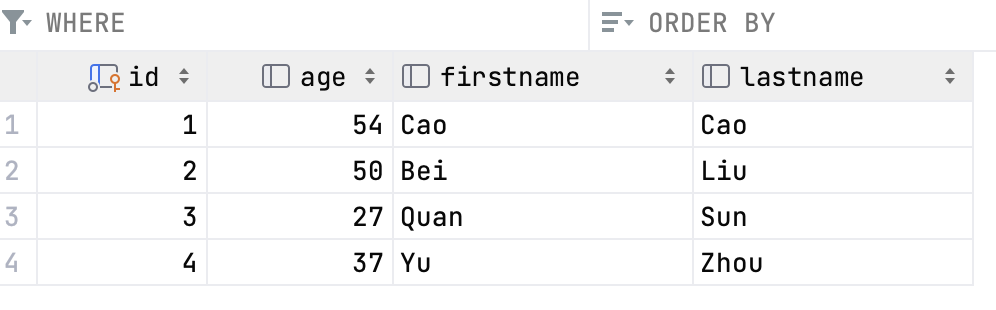 WHERE ORDER BY
id age firstname lastname
1 1 54 Cao Cao
2 2 50 Bei Liu
3 3 27 Quan Sun
4 4 37 Yu Zhou